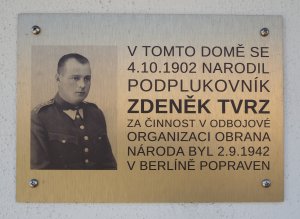 V TOMTO DOMĚ SE
4.10.1902 NARODIL
PODPLUKOVNÍK
ZDENĚK TVRZ
ZA ČINNOST V ODBOJOVÉ
ORGANIZACI OBRANA
NÁRODA BYL 2.9.1942
V BERLÍNĚ POPRAVEN